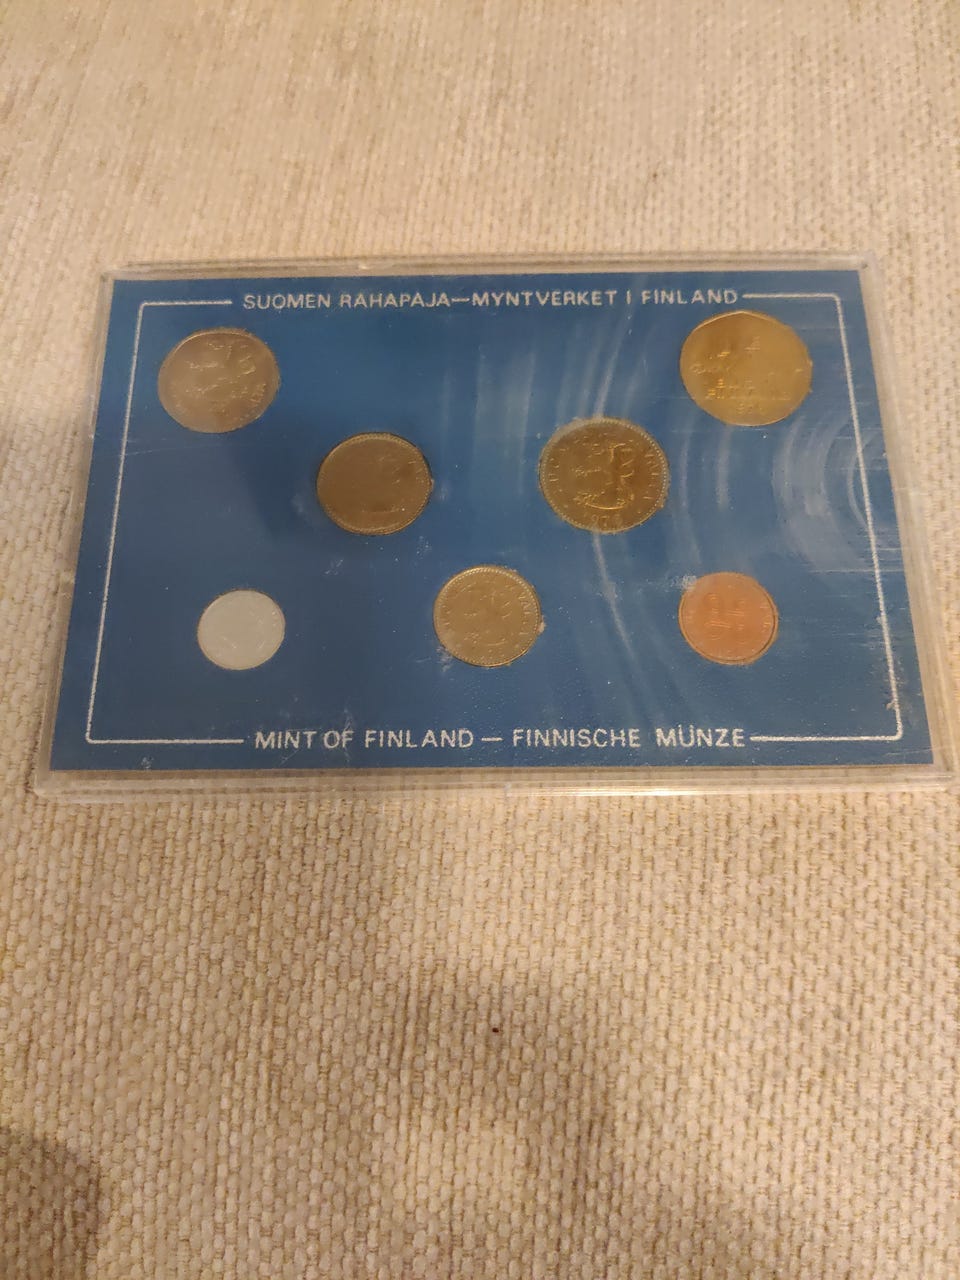 SUOMEN RAHAPAJA—MYNTVERKET I FINLAND
MINT OF FINLAND — FINNISCHE MÜNZE